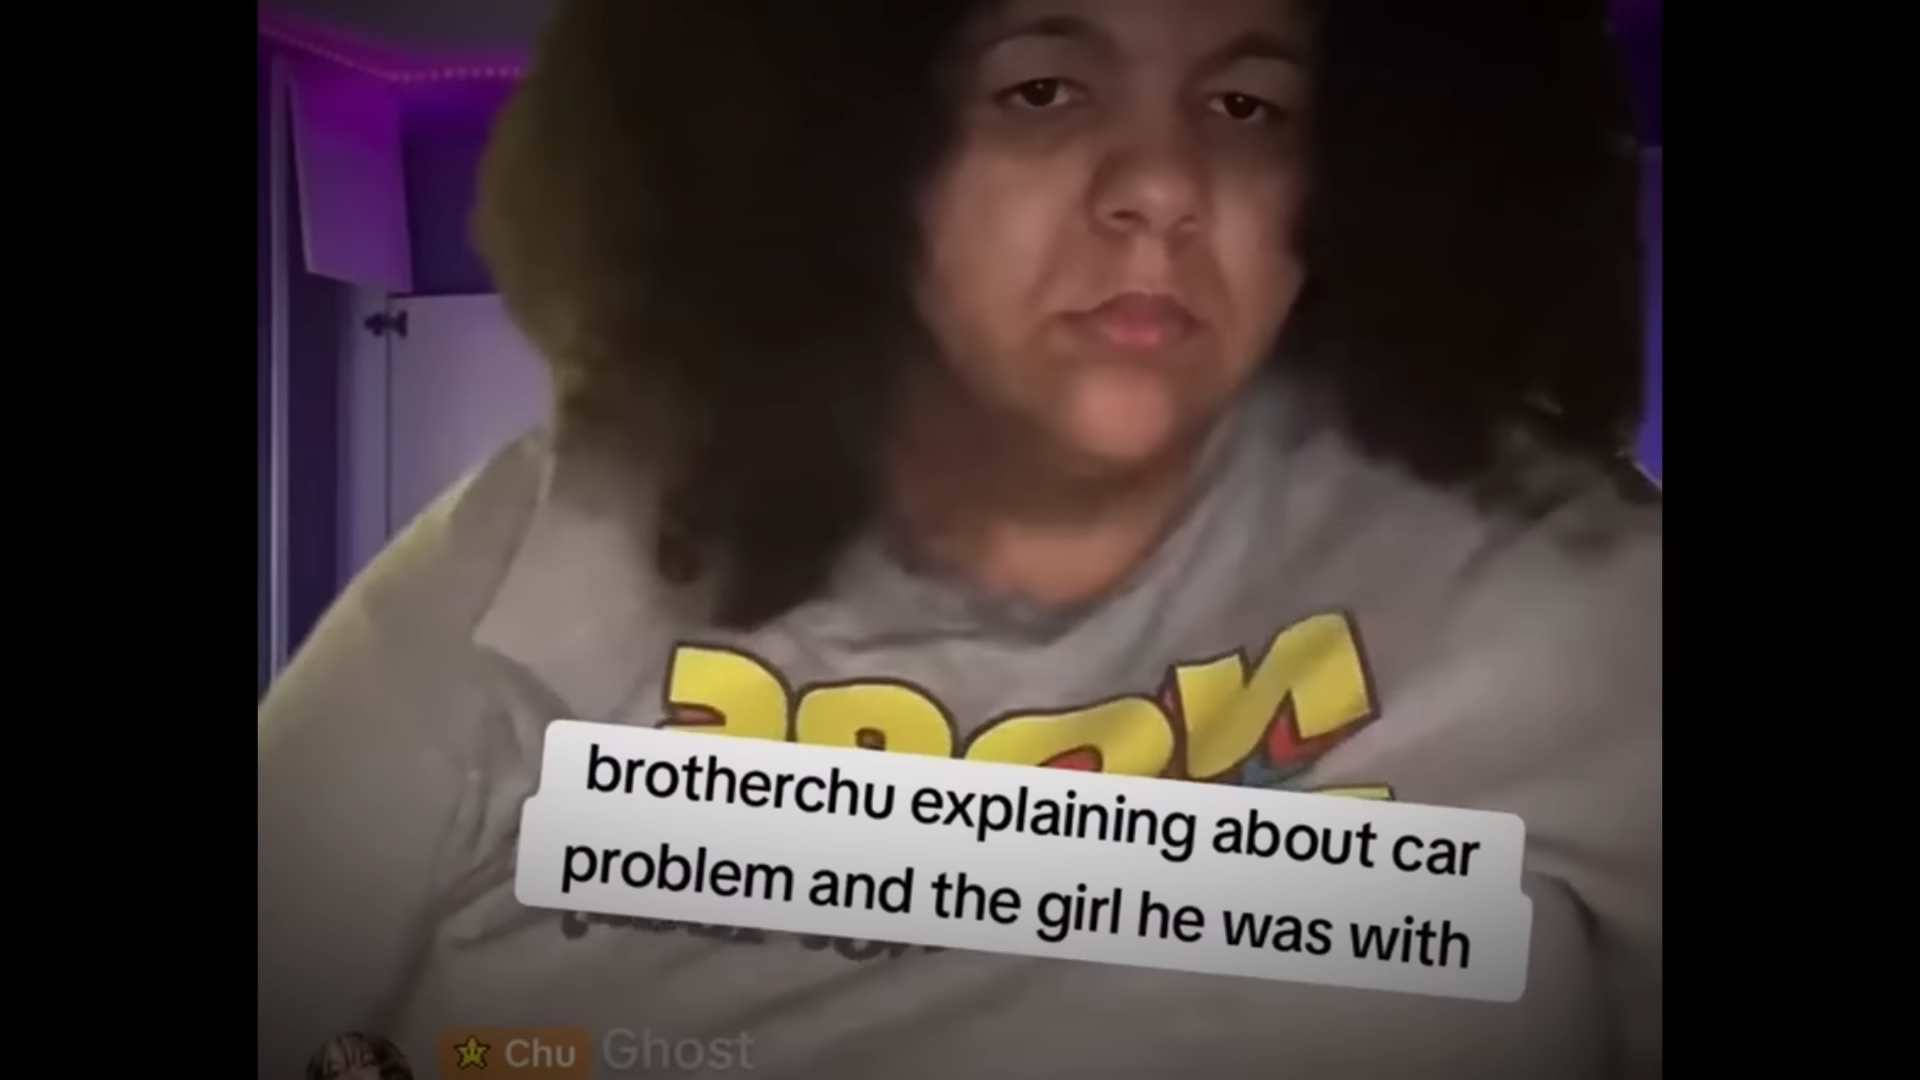 brotherchu explaining about car
problem and the girl he was with
Chu Ghost